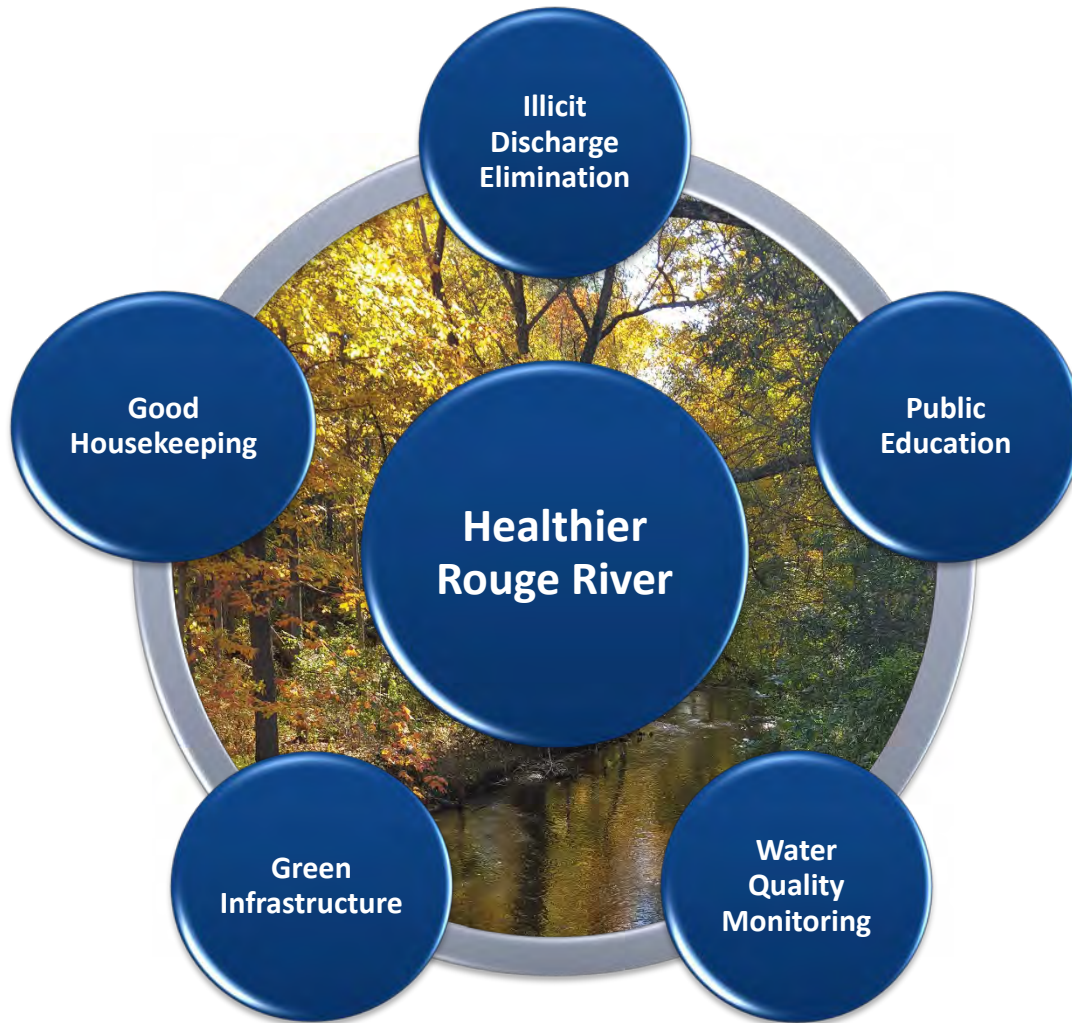 Illicit
Discharge
Elimination
Public
Education
Water
Quality
Monitoring
Green
Infrastructure
Good
Housekeeping
Healthier
Rouge River